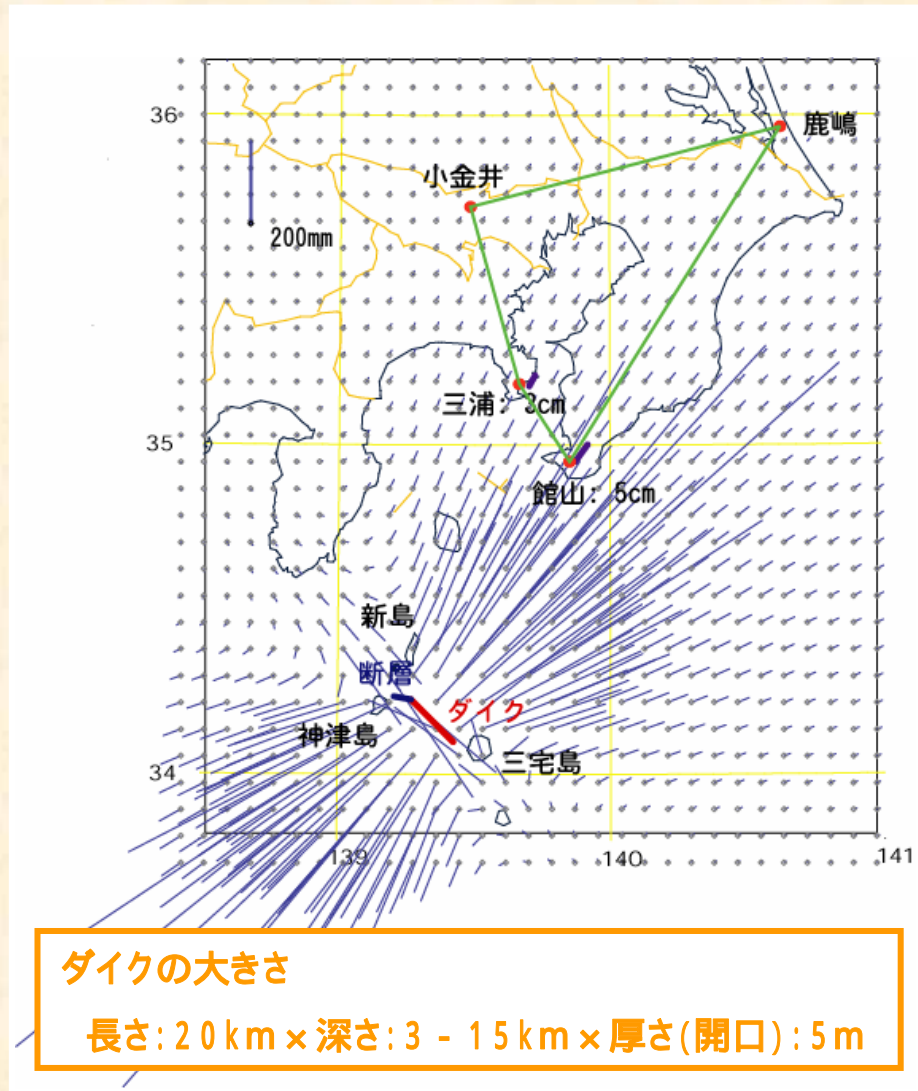 36
鹿嶋
小金井
200mm
三浦: 3cm
35
館山: 5cm
新島
断層
ダイク
神津島
三宅島
34
139
140
141
ダイクの大きさ
長さ:20km×深さ:3 - 15km×厚さ(開口):5m